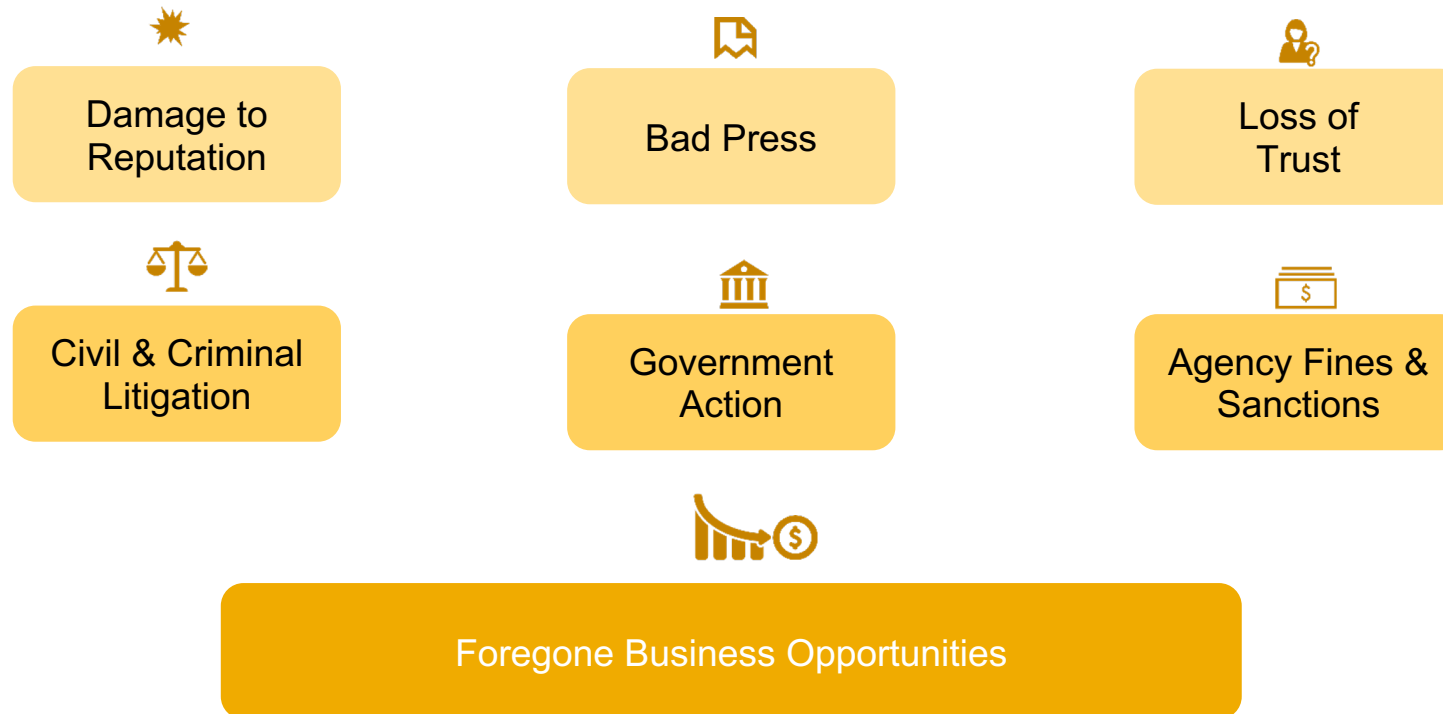 Damage to
Reputation
Bad Press
Loss of
Trust
Civil & Criminal
Litigation
Government
Action
$
Agency Fines &
Sanctions
$
Foregone Business Opportunities